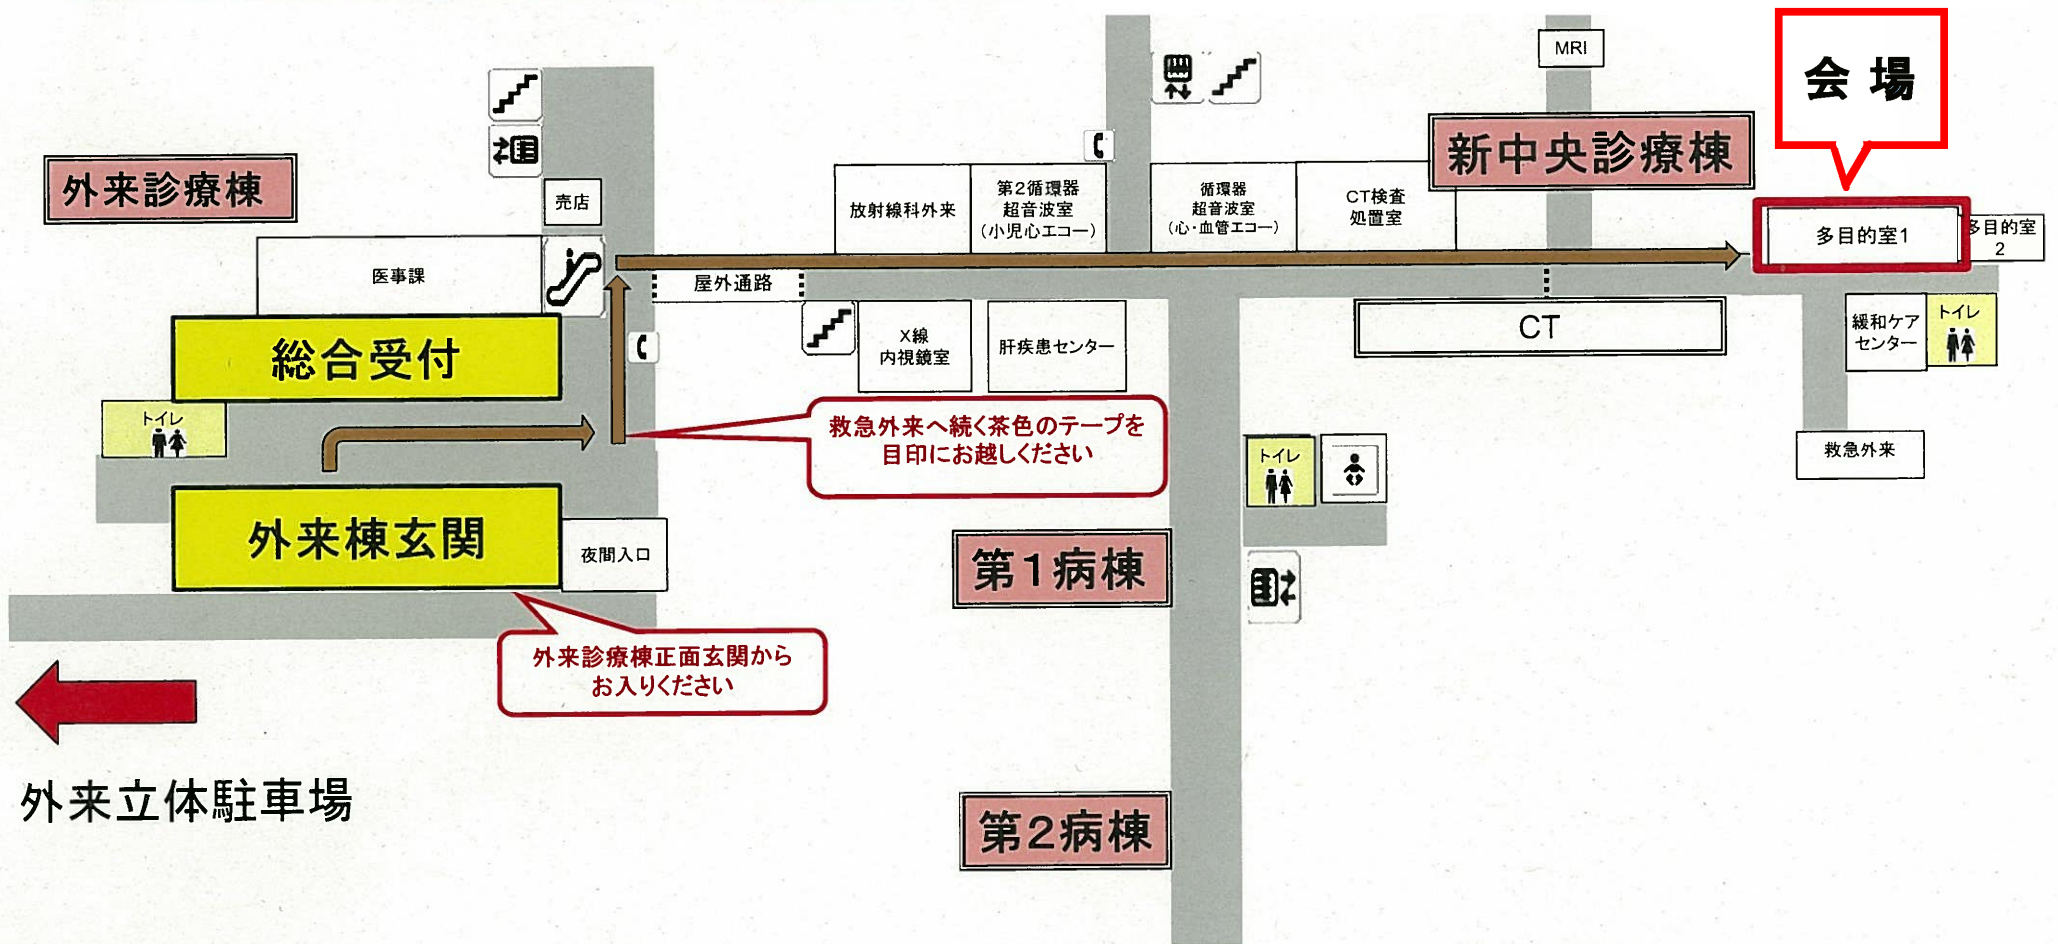 MRI
会 場
新中央診療棟
外来診療棟
売店
放射線科外来
第2循環器
超音波室
(小児心エコー)
循環器
超音波室
(心・血管エコー)
CT検査
処置室
多目的室1
多目的室
2
医事課
屋外通路
総合受付
X線
内視鏡室
肝疾患センター
CT
緩和ケア
センター
トイレ
トイレ
救急外来へ続く茶色のテープを
目印にお越しください
トイレ
救急外来
外来棟玄関
夜間入口
第1病棟
外来診療棟正面玄関から
お入りください
外来立体駐車場
第2病棟